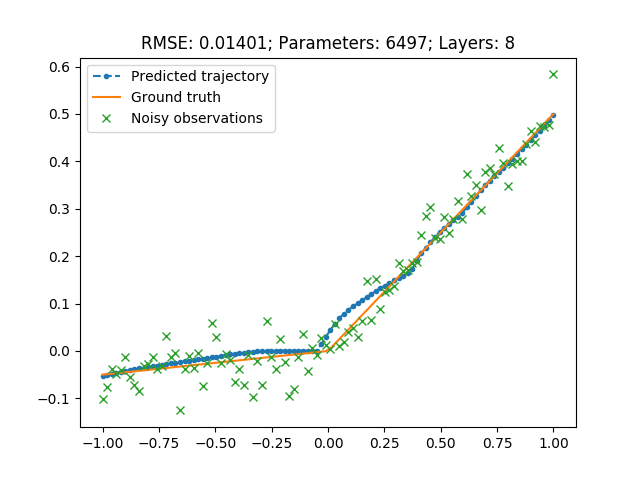 RMSE: 0.01401; Parameters: 6497; Layers: 8
Predicted trajectory
Ground truth
Noisy observations
0.6
0.5
0.4
0.3
0.2
0.1
0.0
−0.1
−1.00 −0.75 −0.50 −0.25 0.00 0.25 0.50 0.75 1.00